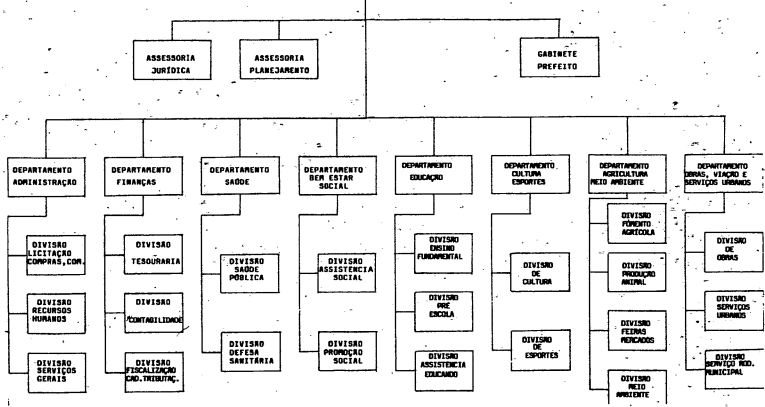 ASSESSORIA
JURÍDICA
ASSESSORIA
PLANEJAMENTO
GABINETE
PREFEITO
DEPARTAMENTO
ADMINISTRAÇÃO
DEPARTAMENTO
FINANÇAS
DEPARTAMENTO
SAÚDE
DEPARTAMENTO
BEM ESTAR
SOCIAL
DEPARTAMENTO
EDUCAÇÃO
DEPARTAMENTO
CULTURA
ESPORTES
DEPARTAMENTO
AGRICULTURA
MEIO AMBIENTE
DEPARTAMENTO
OBRAS, VIAÇÃO E
SERVIÇOS URBANOS
DIVISÃO
LICITAÇÃO
COMPRAS, COM.
DIVISÃO
RECURSOS
HUMANOS
DIVISÃO
SERVIÇOS
GERAIS
DIVISÃO
TESOURARIA
DIVISÃO
CONTABILIDADE
DIVISÃO
FISCALIZAÇÃO
CAD.TRIBUTAÇ.
DIVISÃO
SAÚDE
PÓBLICA
DIVISÃO
DEFESA
SANITÁRIA
DIVISÃO
ASSISTENCIA
SOCIAL
DIVISÃO
PROMOÇÃO
SOCIAL
DIVISÃO
ENSINO
FUNDAMENTAL
DIVISÃO
PRÉ
ESCOLA
DIVISÃO
ASSISTENCIA
EDUCANDO
DIVISÃO
DE
CULTURA
DIVISÃO
DE
ESPORTES
DIVISÃO
FOMENTO
AGRÍCOLA
DIVISÃO
PRODUÇÃO
ANIMAL
DIVISÃO
FEIRAS
MERCADOS
DIVISÃO
MEIO
AMBIENTE
DIVISÃO
DE
OBRAS
DIVISÃO
SERVIÇOS
URBANOS
DIVISÃO
SERVIÇO ROD.
MUNICIPAL